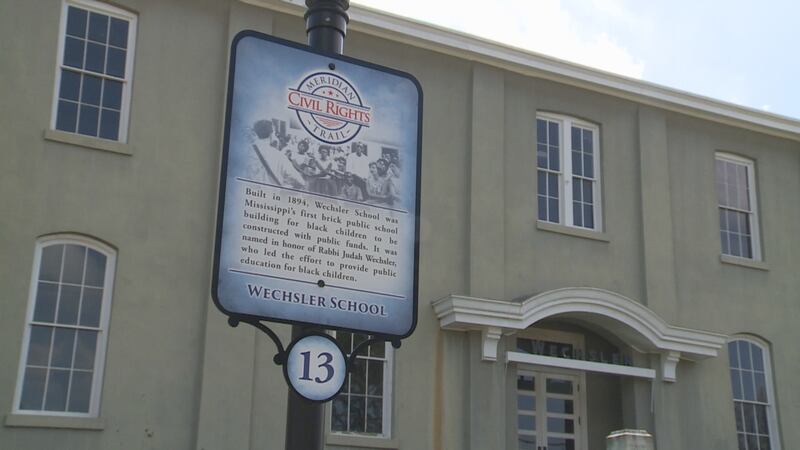 MERIDIAN
CIVIL RIGHTS
TRAIL
Built in 1894, Wechsler School was
Mississippi's first brick public school
building for black children to be
constructed with public funds. It was
named in honor of Rabbi Judah Wechsler,
who led the effort to provide public
education for black children.
WECHSLER SCHOOL
13
WECHSLER